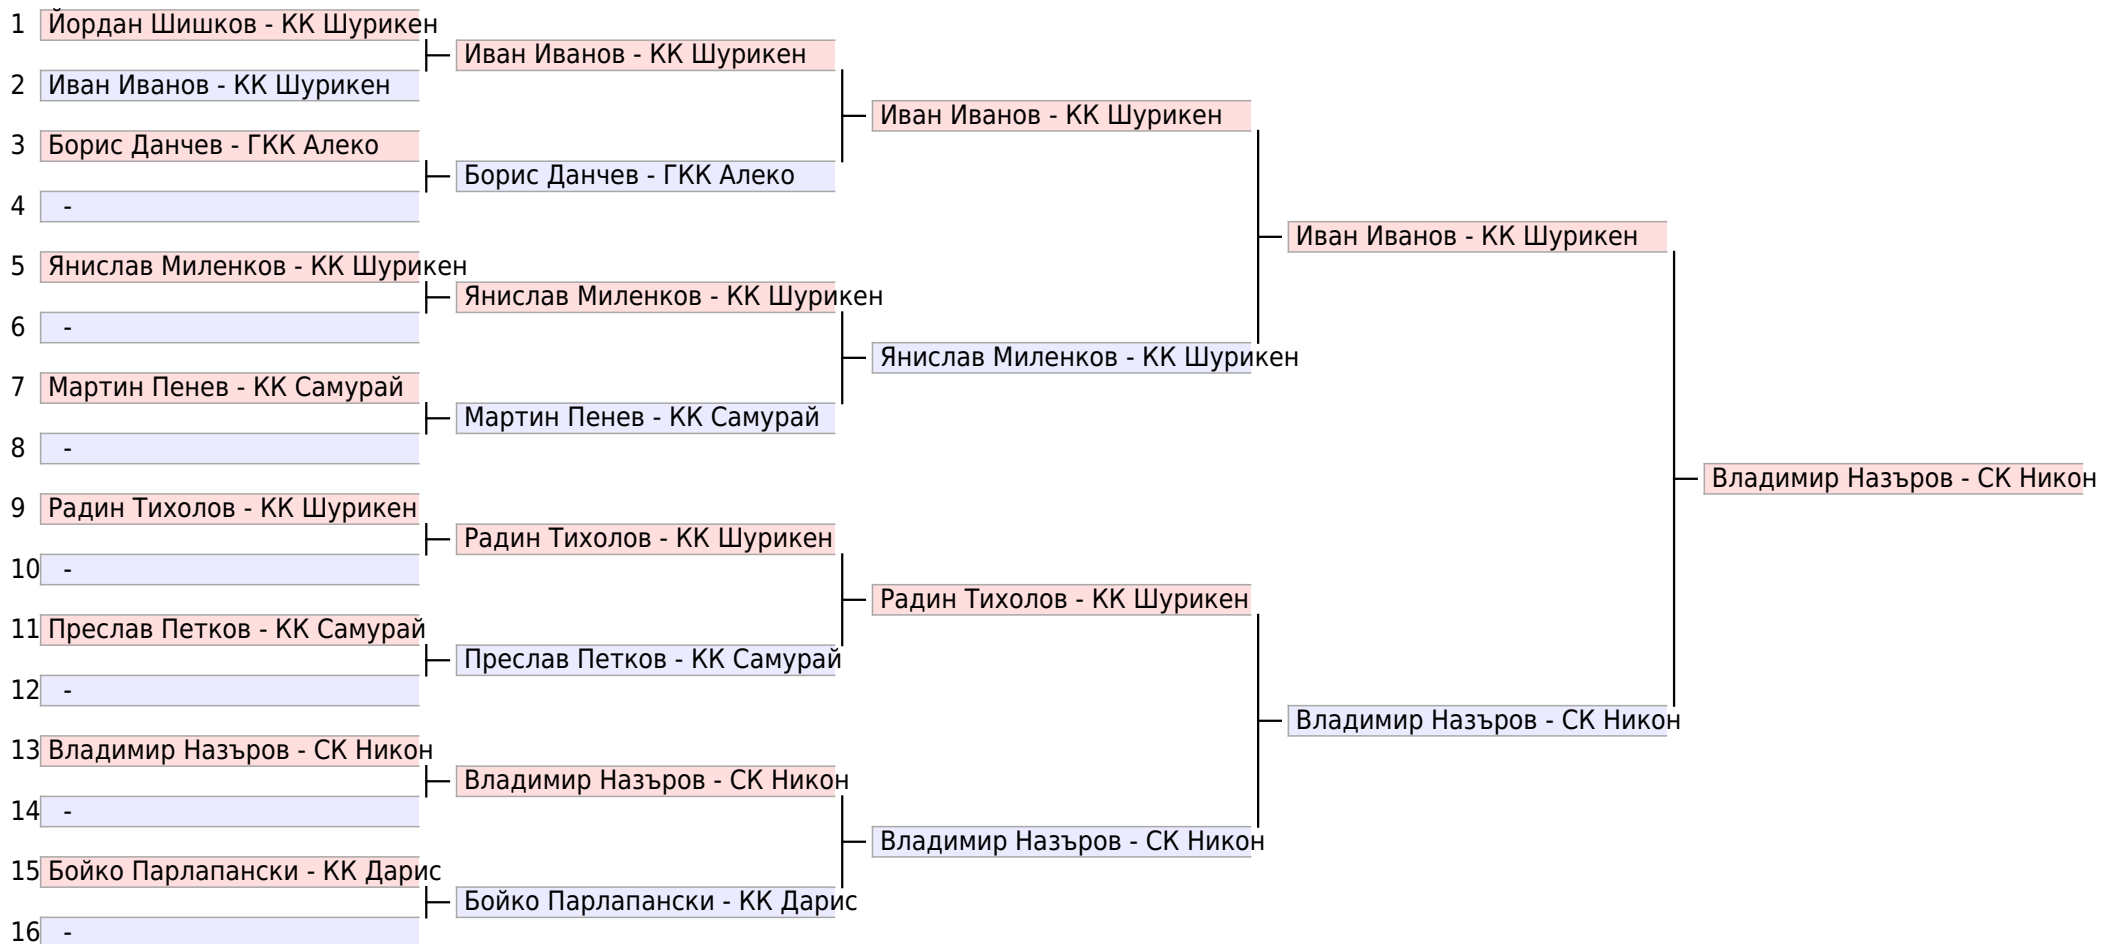 1 Йордан Шишков - КК Шурикен
Иван Иванов - КК Шурикен
2 Иван Иванов - КК Шурикен
Иван Иванов - КК Шурикен
3 Борис Данчев - ГКК Алеко
Борис Данчев - ГКК Алеко
4 -
Иван Иванов - КК Шурикен
5 Янислав Миленков - КК Шурикен
Янислав Миленков - КК Шурикен
6 -
Янислав Миленков - КК Шурикен
7 Мартин Пенев - КК Самурай
Мартин Пенев - КК Самурай
8 -
Владимир Назъров - СК Никон
9 Радин Тихолов - КК Шурикен
Радин Тихолов - КК Шурикен
10 -
Радин Тихолов - КК Шурикен
11 Преслав Петков - КК Самурай
Преслав Петков - КК Самурай
12 -
Владимир Назъров - СК Никон
13 Владимир Назъров - СК Никон
Владимир Назъров - СК Никон
14 -
Владимир Назъров - СК Никон
15 Бойко Парлапански - КК Дарис
Бойко Парлапански - КК Дарис
16 -